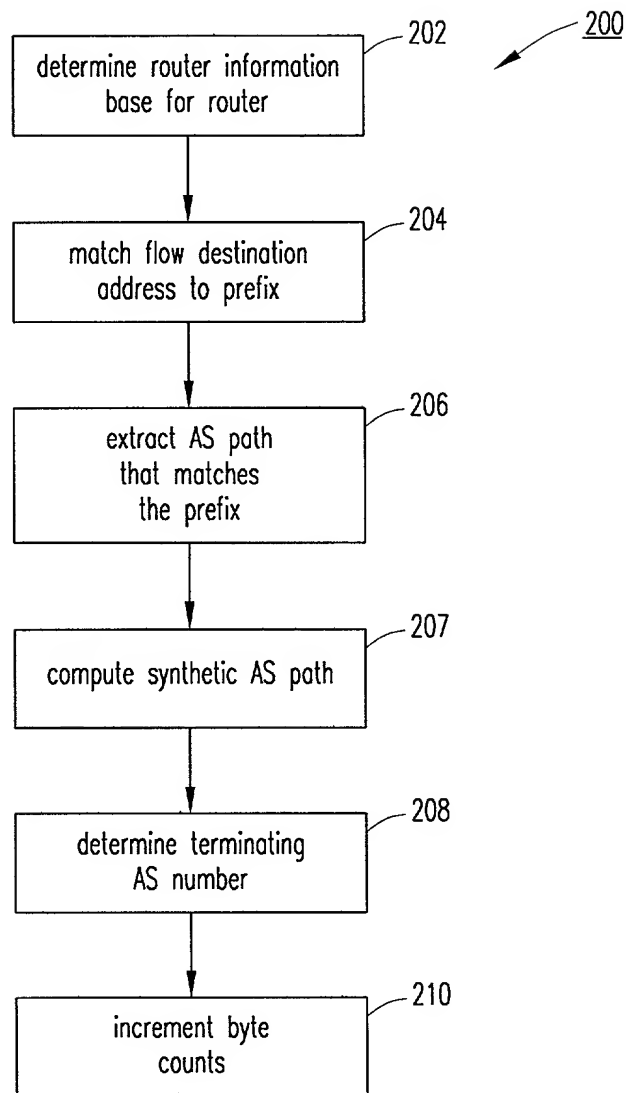 200
202
determine router information
base for router
204
match flow destination
address to prefix
206
extract AS path
that matches
the prefix
207
compute synthetic AS path
208
determine terminating
AS number
210
increment byte
counts